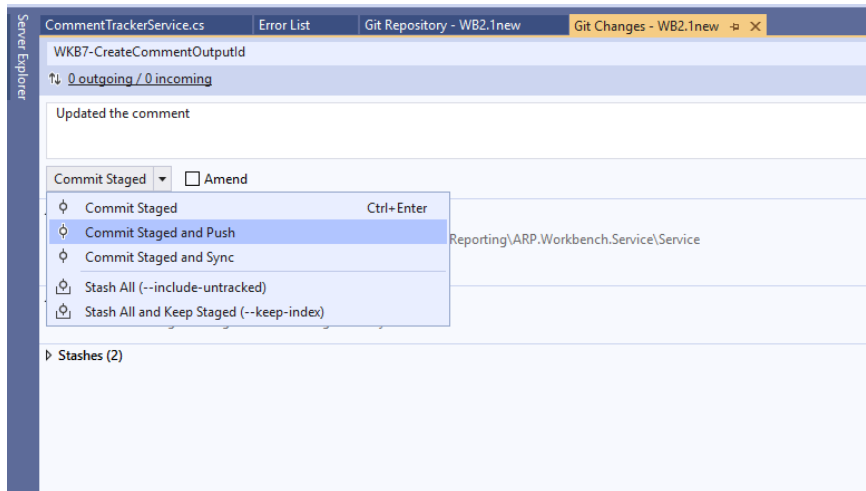 Server Explorer
CommentTrackerService.cs Error List Git Repository - WB2.1new Git Changes - WB2.1new
WKB7-CreateCommentOutputId
0 outgoing / 0 incoming
Updated the comment
Commit Staged Amend
Commit Staged Ctrl+Enter
Commit Staged and Push
Reporting\ARP.Workbench.Service\Service
Commit Staged and Sync
Stash All (--include-untracked)
Stash All and Keep Staged (--keep-index)
Stashes (2)